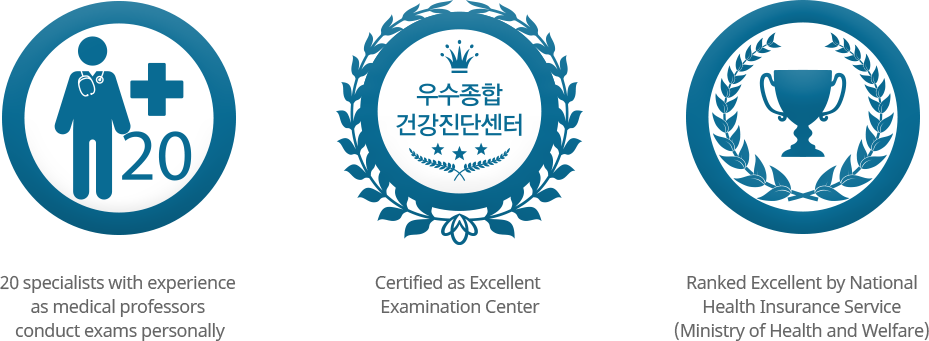 20
우수종합
건강진단센터
20 specialists with experience
as medical professors
conduct exams personally
Certified as Excellent
Examination Center
Ranked Excellent by National
Health Insurance Service
(Ministry of Health and Welfare)